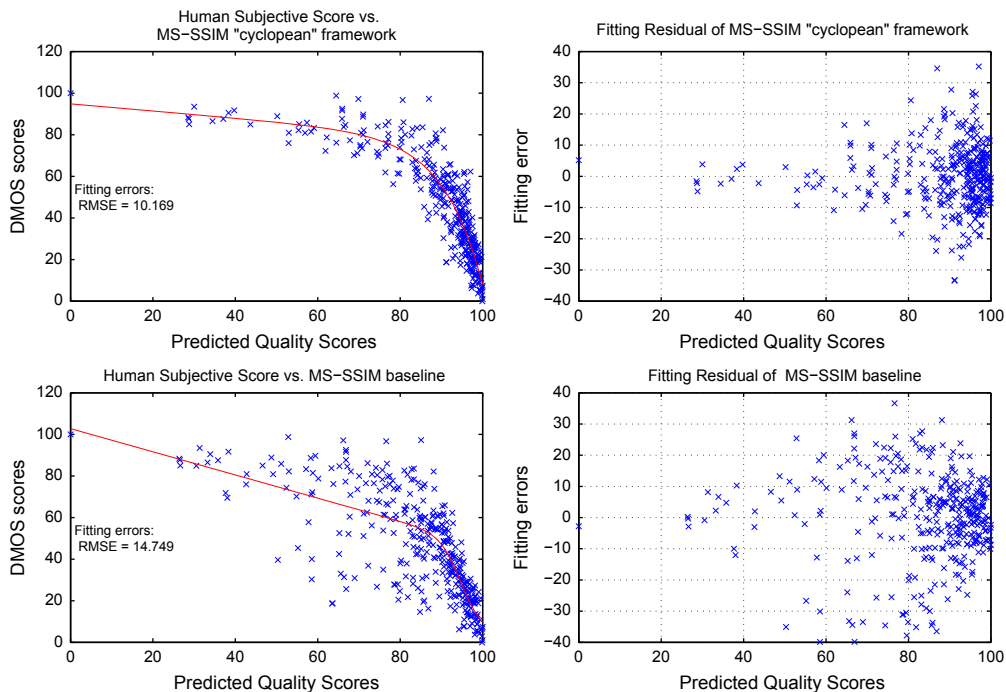 Human Subjective Score vs.
MS−SSIM "cyclopean" framework
120
100
80
60
40
20
0
DMOS scores
Fitting errors:
RMSE = 10.169
0 20 40 60 80 100
Predicted Quality Scores
Fitting Residual of MS−SSIM "cyclopean" framework
40
30
20
10
0
−10
−20
−30
−40
Fitting error
0 20 40 60 80 100
Predicted Quality Scores
Human Subjective Score vs. MS−SSIM baseline
120
100
80
60
40
20
0
DMOS scores
Fitting errors:
RMSE = 14.749
0 20 40 60 80 100
Predicted Quality Scores
Fitting Residual of MS−SSIM baseline
40
30
20
10
0
−10
−20
−30
−40
Fitting errors
0 20 40 60 80 100
Predicted Quality Scores